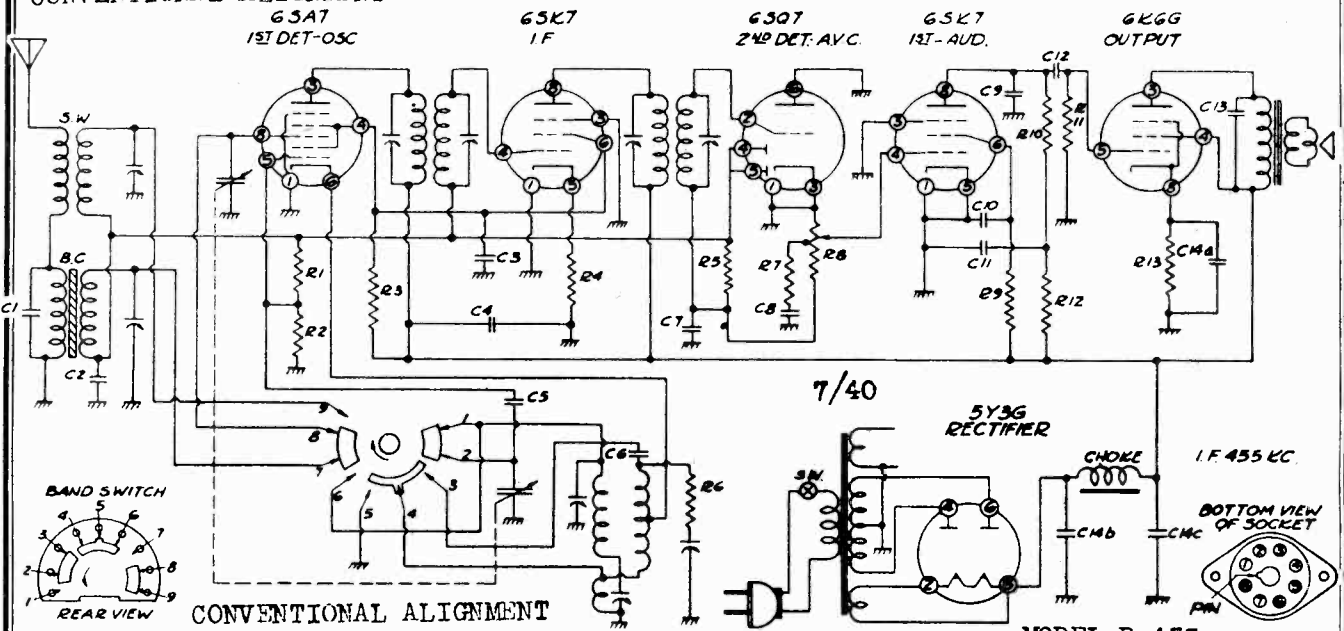 6SA7
1ST DET-OSC
6SK7
I.F
6SQ7
2ND DET. A.V.C.
6SK7
1ST-AUD.
6K6G
OUTPUT
S.W
B.C
C1
C2
R1
R2
R3
C3
C4
R4
R5
C7
R7
C8
R8
C9
C10
C11
R9
R10
R12
C12
R11
R13
C14a
C13
C5
C6
R6
7/40
5Y3G
RECTIFIER
SW.
CHOKE
C14b
C14c
I.F. 455 KC.
BOTTOM VIEW
OF SOCKET
PIN
BAND SWITCH
REAR VIEW
CONVENTIONAL ALIGNMENT